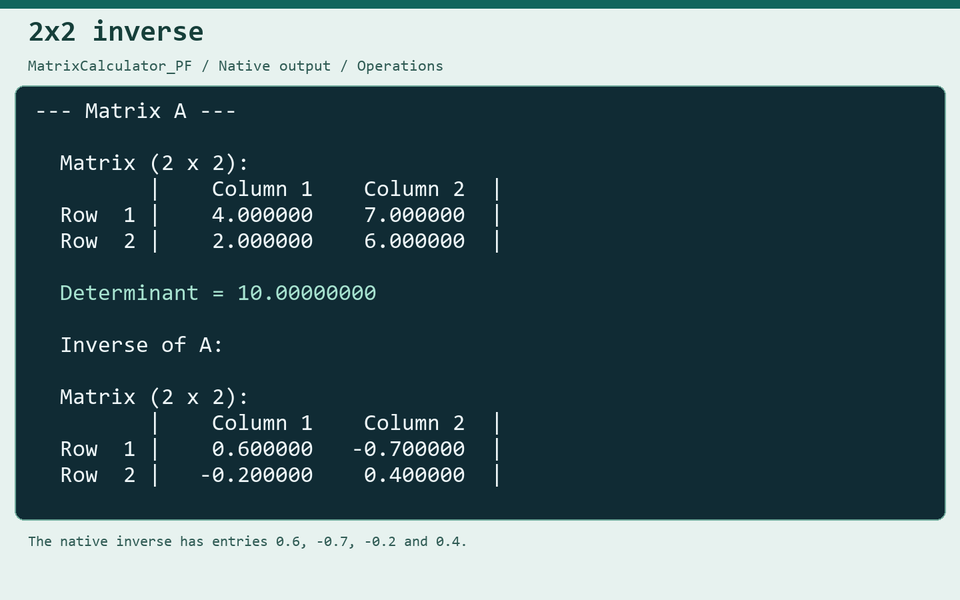 2x2 inverse
MatrixCalculator_PF / Native output / Operations
--- Matrix A ---
Matrix (2 x 2):
| Column 1 Column 2 |
Row 1 | 4.000000 7.000000 |
Row 2 | 2.000000 6.000000 |
Determinant = 10.00000000
Inverse of A:
Matrix (2 x 2):
| Column 1 Column 2 |
Row 1 | 0.600000 -0.700000 |
Row 2 | -0.200000 0.400000 |
The native inverse has entries 0.6, -0.7, -0.2 and 0.4.